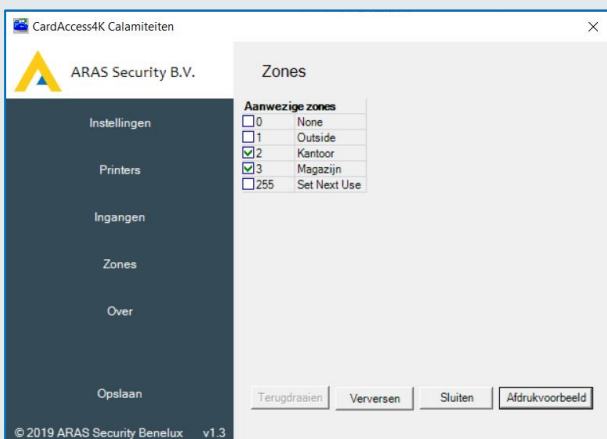 CardAccess4K Calamiteiten
ARAS Security B.V.
Instellingen
Printers
Ingangen
Zones
Over
Opslaan
© 2019 ARAS Security Benelux v1.3
Zones
Aanwezige zones
0 None
1 Outside
2 Kantoor
3 Magazijn
255 Set Next Use
Terugdraaien Verversen Sluiten Afdrukvoorbeeld